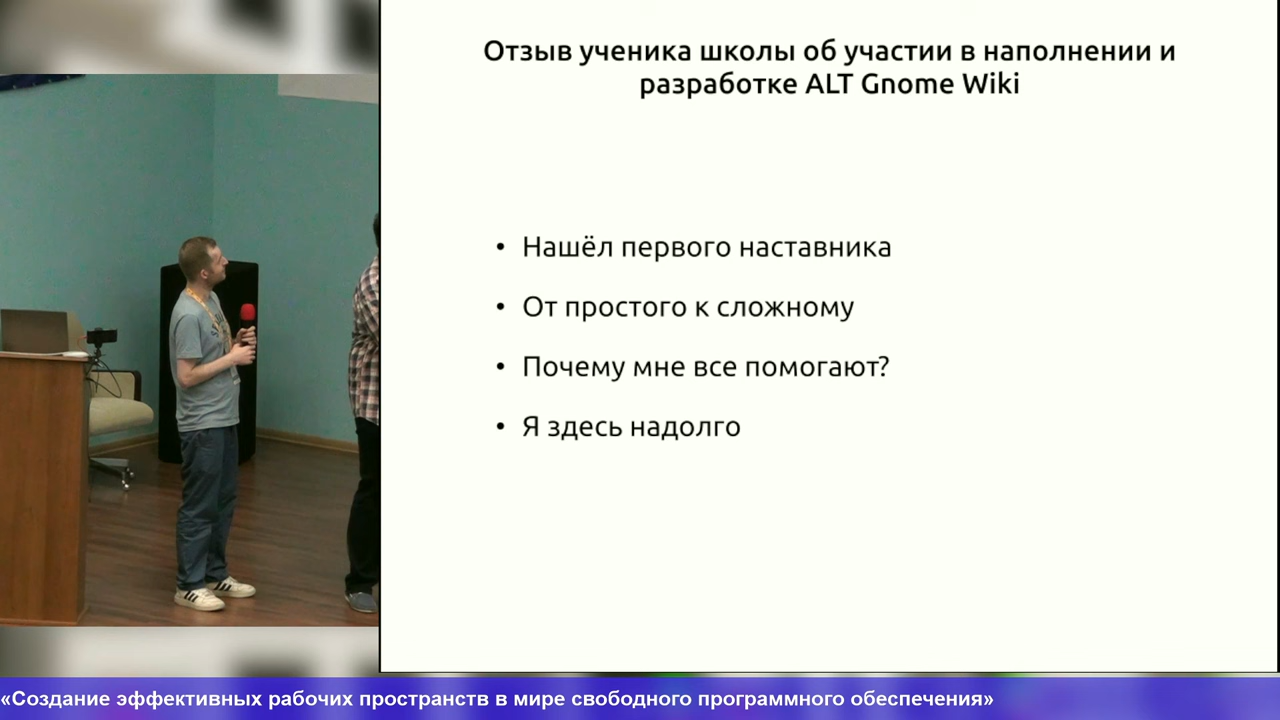 Отзыв ученика школы об участии в наполнении и
разработке ALT Gnome Wiki
• Нашёл первого наставника
• От простого к сложному
• Почему мне все помогают?
• Я здесь надолго
«Создание эффективных рабочих пространств в мире свободного программного обеспечения»